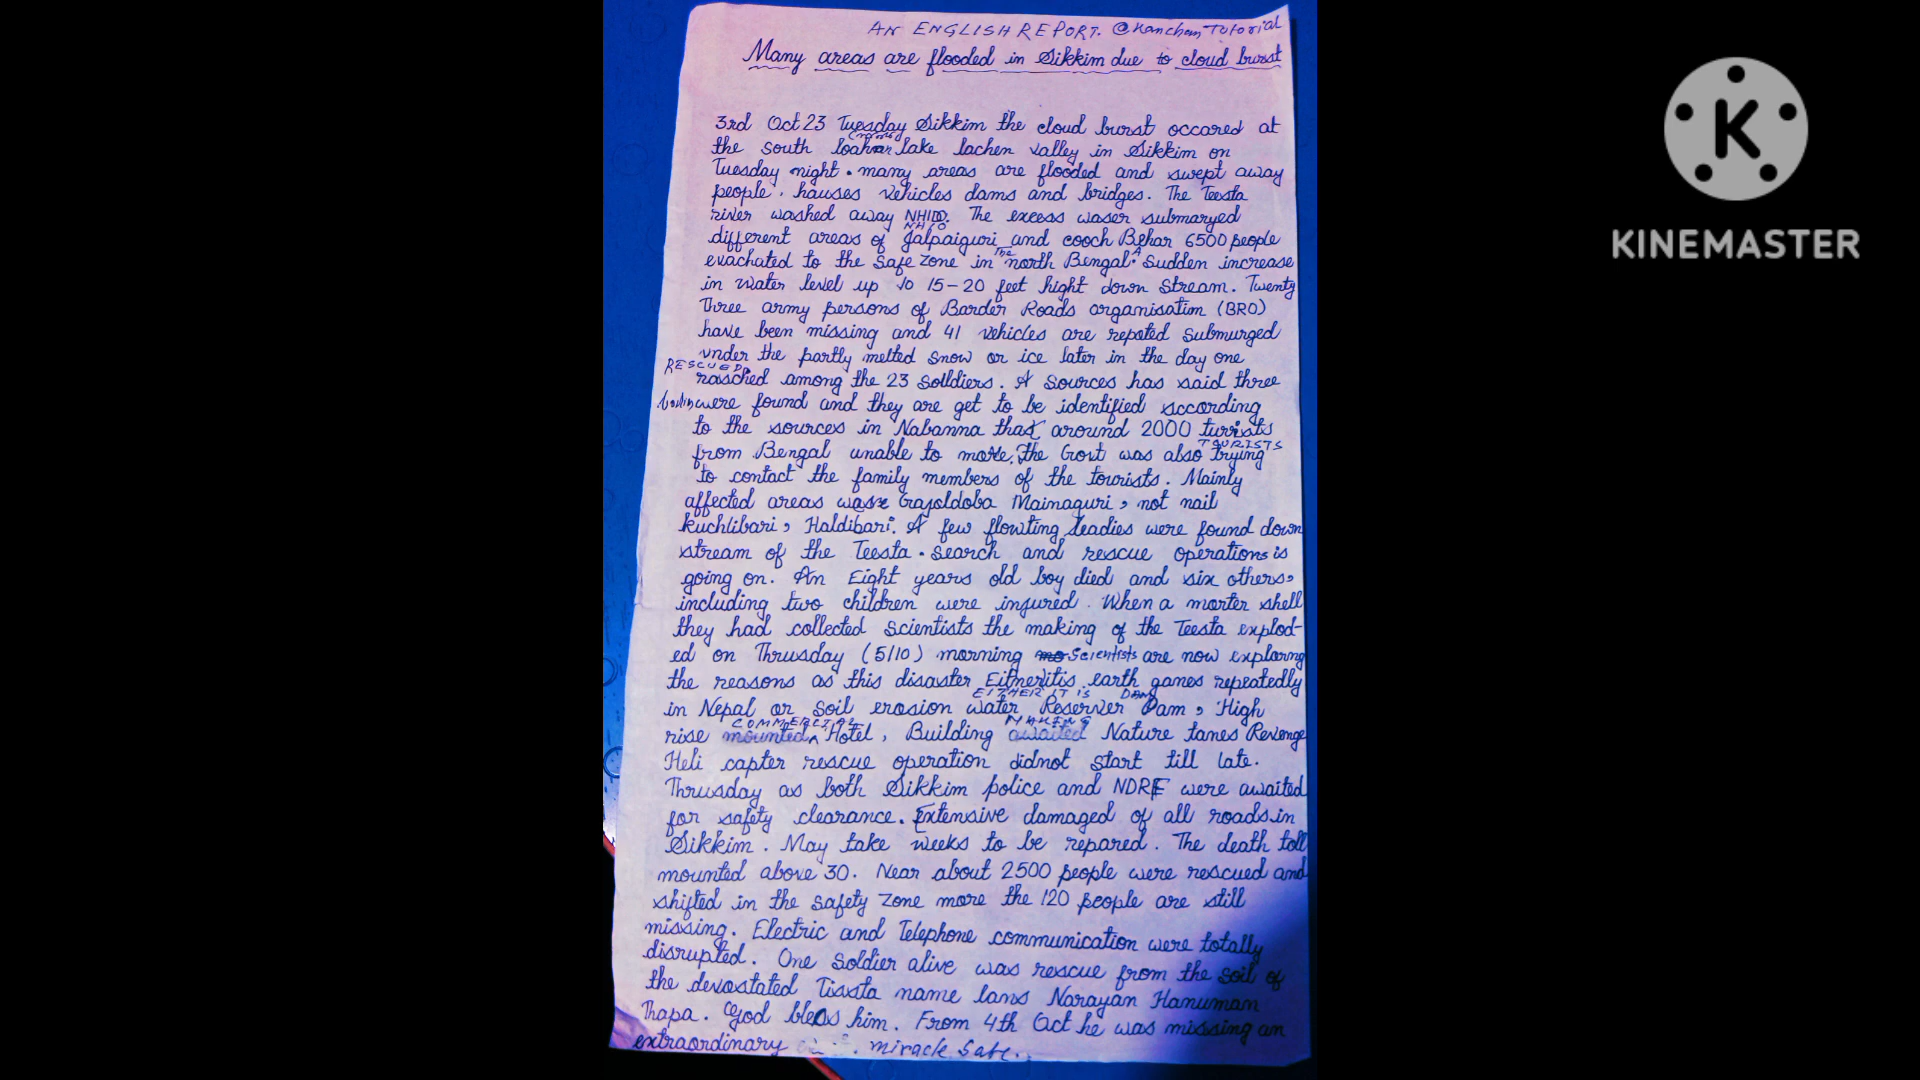 AN ENGLISH REPORT. @Kanchan Tutorial
Many areas are flooded in Sikkim due to cloud burst
3rd Oct 23 Tuesday Sikkim the cloud burst occared at
the south lake lachen valley in Sikkim on
Tuesday night. many areas are flooded and swept away
people, hauses vehicles dams and bridges. The Teesta
river washed away NH10. The excess waser submaryed
NH10
different areas of Jalpaiguri and cooch Behar 6500 people
evachated to the safe zone in The north Bengal. A sudden increase
in water level up to 15-20 feet hight down stream. Twenty
Three army persons of Barder Roads organisation (BRO)
have been missing and 41 vehicles are repoted submurged
under the partly melted snow or ice later in the day one
RESCUED
rasched among the 23 solldiers. A sources has said three
were found and they are get to be identified sccording
to the sources in Nabanna that around 2000 turists
TOURISTS
from Bengal unable to move, the Govt was also trying
to contact the family members of the tourists. Mainly
affected areas Gajoldoba Mainaguri, not nail
kuchlibari, Haldibari. A few flowting were found down
stream of the Teesta. search and rescue operations is
going on. An Eight years old boy died and six others,
including two children were injured. When a morter shell
they had collected scientists the making of the Teesta explod-
ed on Thrusday (5/10) morning scientists are now explaring
the reasons as this disaster earth ganes repeatedly
EITHER IT IS DAM
in Nepal or soil erosion water Reserver Dam, High
COMMERCIAL MAKING
rise mounted Hotel, Building awaited Nature tanes Revenge
Heli capter rescue operation didnot start till late.
Thrusday as both Sikkim police and NDRF were awaited
for safety clearance. Extensive damaged of all roads in
Sikkim. May take weeks to be repared. The death toll
mounted above 30. Near about 2500 people were rescued and
shifted in the safety zone more the 120 people are still
missing. Electric and Telephone communication were totally
disrupted. One soldier alive was rescue from the soil of
the devastated name lans Narayan Hanuman
Thapa. God bless him. From 4th Oct he was missing an
extraordinary miracle safe.
K
KINEMASTER